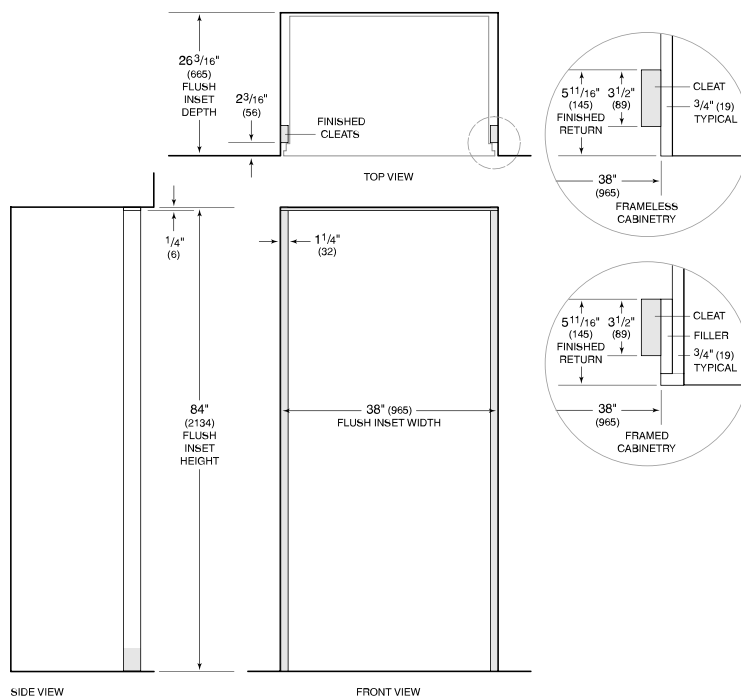 26 3/16"
(665)
FLUSH
INSET
DEPTH
2 3/16"
(56)
FINISHED
CLEATS
TOP VIEW
5 11/16"
(145)
FINISHED
RETURN
3 1/2"
(89)
CLEAT
3/4" (19)
TYPICAL
38"
(965)
FRAMELESS
CABINETRY
1/4"
(6)
1 1/4"
(32)
84"
(2134)
FLUSH
INSET
HEIGHT
38" (965)
FLUSH INSET WIDTH
5 11/16"
(145)
FINISHED
RETURN
3 1/2"
(89)
CLEAT
FILLER
3/4" (19)
TYPICAL
38"
(965)
FRAMED
CABINETRY
SIDE VIEW
FRONT VIEW